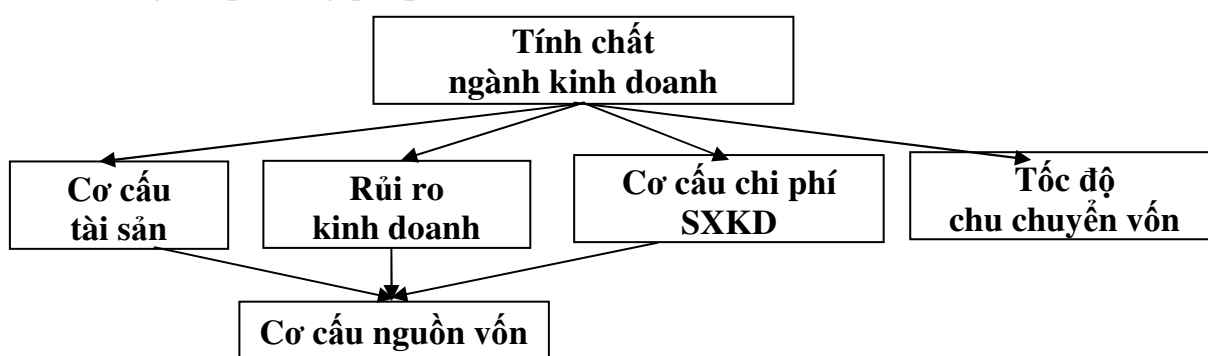 Tính chất
ngành kinh doanh
Cơ cấu
tài sản
Rủi ro
kinh doanh
Cơ cấu chi phí
SXKD
Tốc độ
chu chuyển vốn
Cơ cấu nguồn vốn